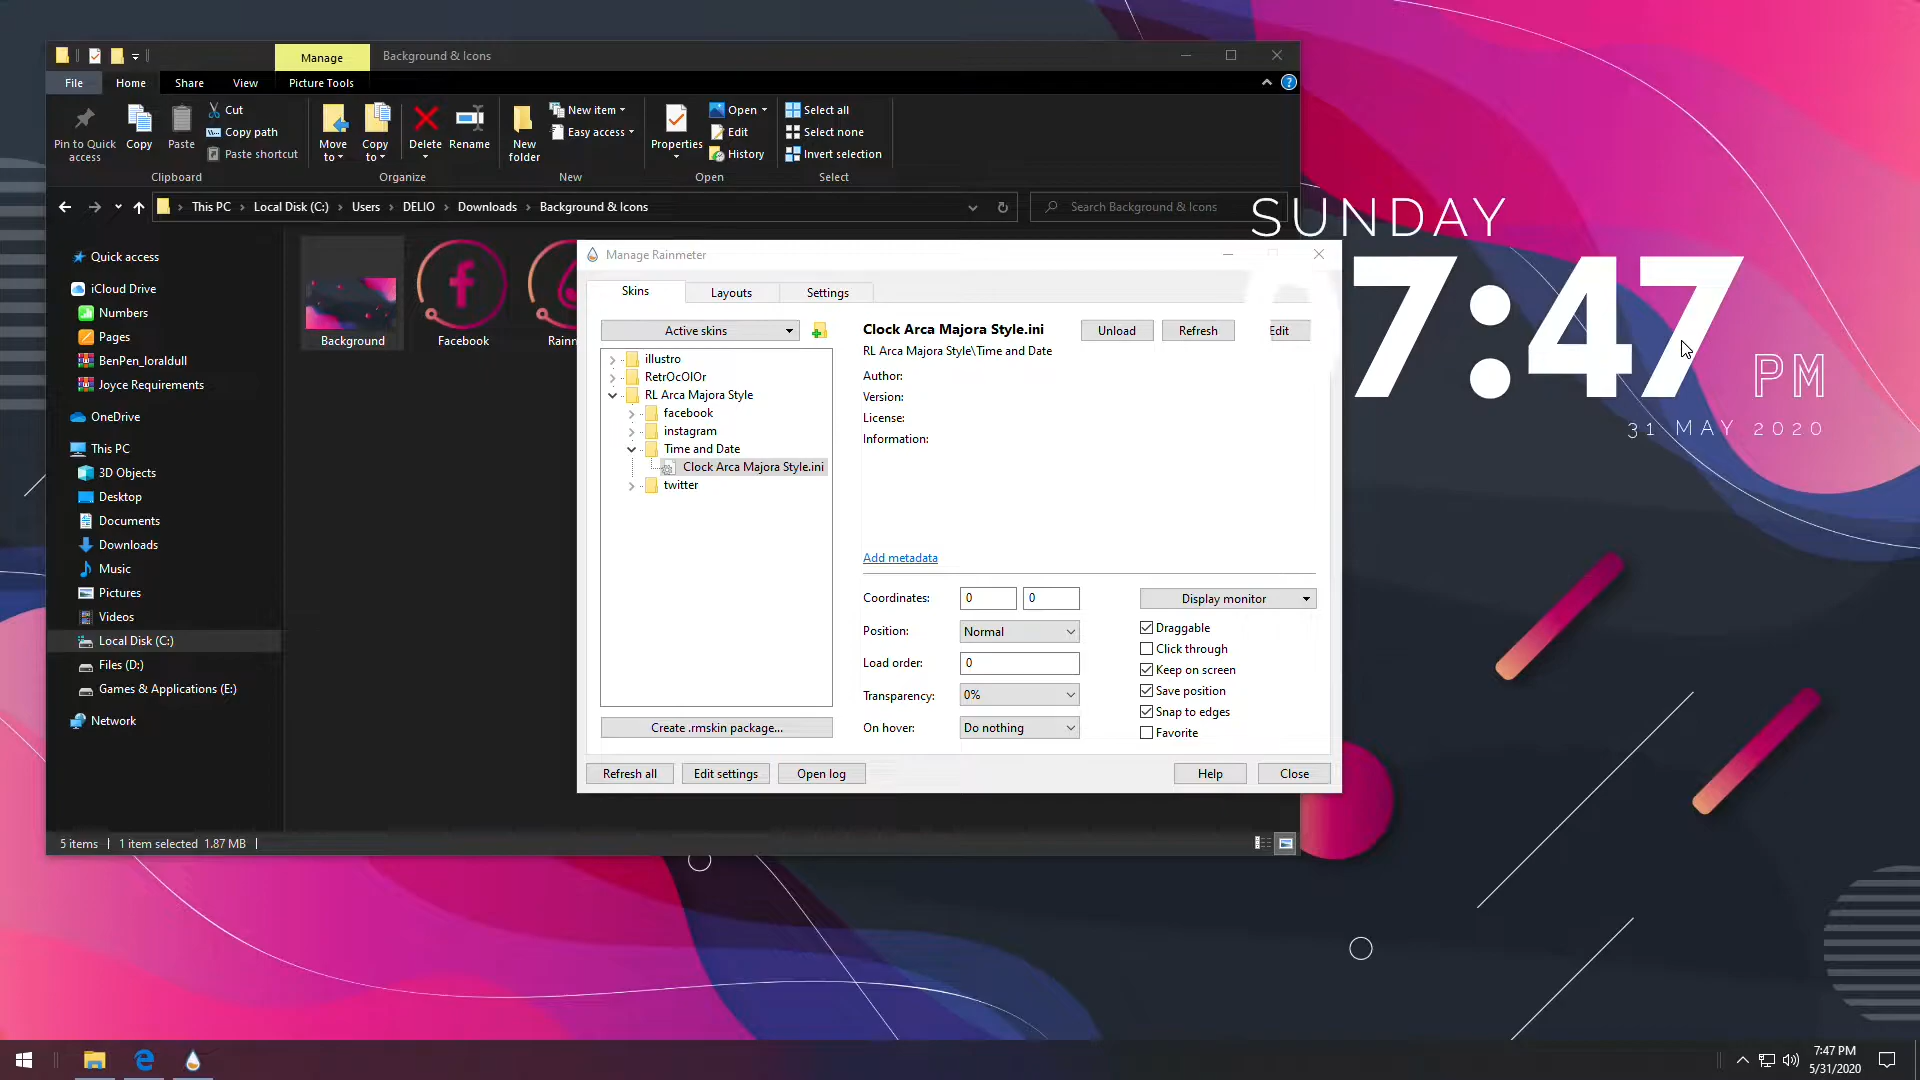 Manage
Background & Icons
File
Home
Share
View
Picture Tools
Pin to Quick
access
Copy
Paste
Cut
Copy path
Paste shortcut
Clipboard
Move
to
Copy
to
Delete
Rename
Organize
New
folder
New item
Easy access
New
Properties
Open
Edit
History
Open
Select all
Select none
Invert selection
Select
This PC
Local Disk (C:)
Users
DELIO
Downloads
Background & Icons
Search Background & Icons
Quick access
iCloud Drive
Numbers
Pages
BenPen_loraldull
Joyce Requirements
OneDrive
This PC
3D Objects
Desktop
Documents
Downloads
Music
Pictures
Videos
Local Disk (C:)
Files (D:)
Games & Applications (E:)
Network
Background
Facebook
5 items
1 item selected 1.87 MB
Manage Rainmeter
Skins
Layouts
Settings
Active skins
illustro
RetrOcOlOr
RL Arca Majora Style
facebook
instagram
Time and Date
Clock Arca Majora Style.ini
twitter
Create .rmskin package...
Clock Arca Majora Style.ini
RL Arca Majora Style\Time and Date
Unload
Refresh
Edit
Author:
Version:
License:
Information:
Add metadata
Coordinates:
0
0
Display monitor
Position:
Normal
Load order:
0
Transparency:
0%
On hover:
Do nothing
Draggable
Click through
Keep on screen
Save position
Snap to edges
Favorite
Refresh all
Edit settings
Open log
Help
Close
SUNDAY
7:47
PM
31 MAY 2020
7:47 PM
5/31/2020